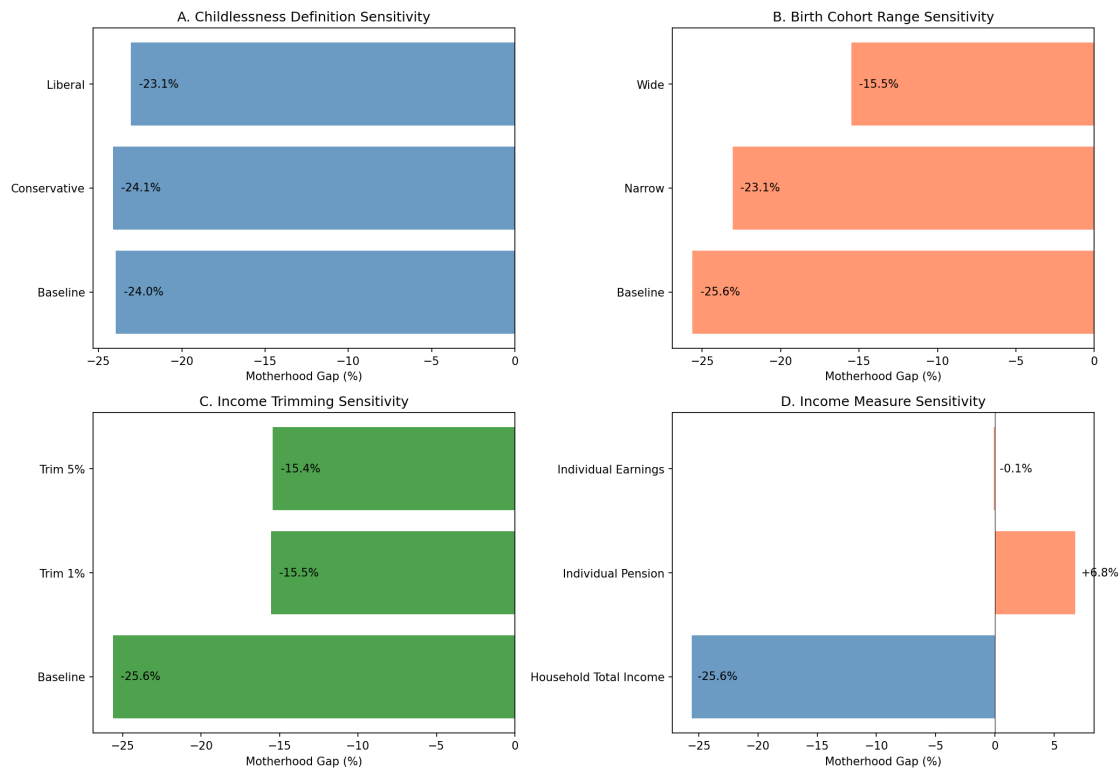 A. Childlessness Definition Sensitivity
Liberal
-23.1%
Conservative
-24.1%
Baseline
-24.0%
−25 −20 −15 −10 −5 0
Motherhood Gap (%)
B. Birth Cohort Range Sensitivity
Wide
-15.5%
Narrow
-23.1%
Baseline
-25.6%
−25 −20 −15 −10 −5 0
Motherhood Gap (%)
C. Income Trimming Sensitivity
Trim 5%
-15.4%
Trim 1%
-15.5%
Baseline
-25.6%
−25 −20 −15 −10 −5 0
Motherhood Gap (%)
D. Income Measure Sensitivity
Individual Earnings
-0.1%
Individual Pension
+6.8%
Household Total Income
-25.6%
−25 −20 −15 −10 −5 0 5
Motherhood Gap (%)